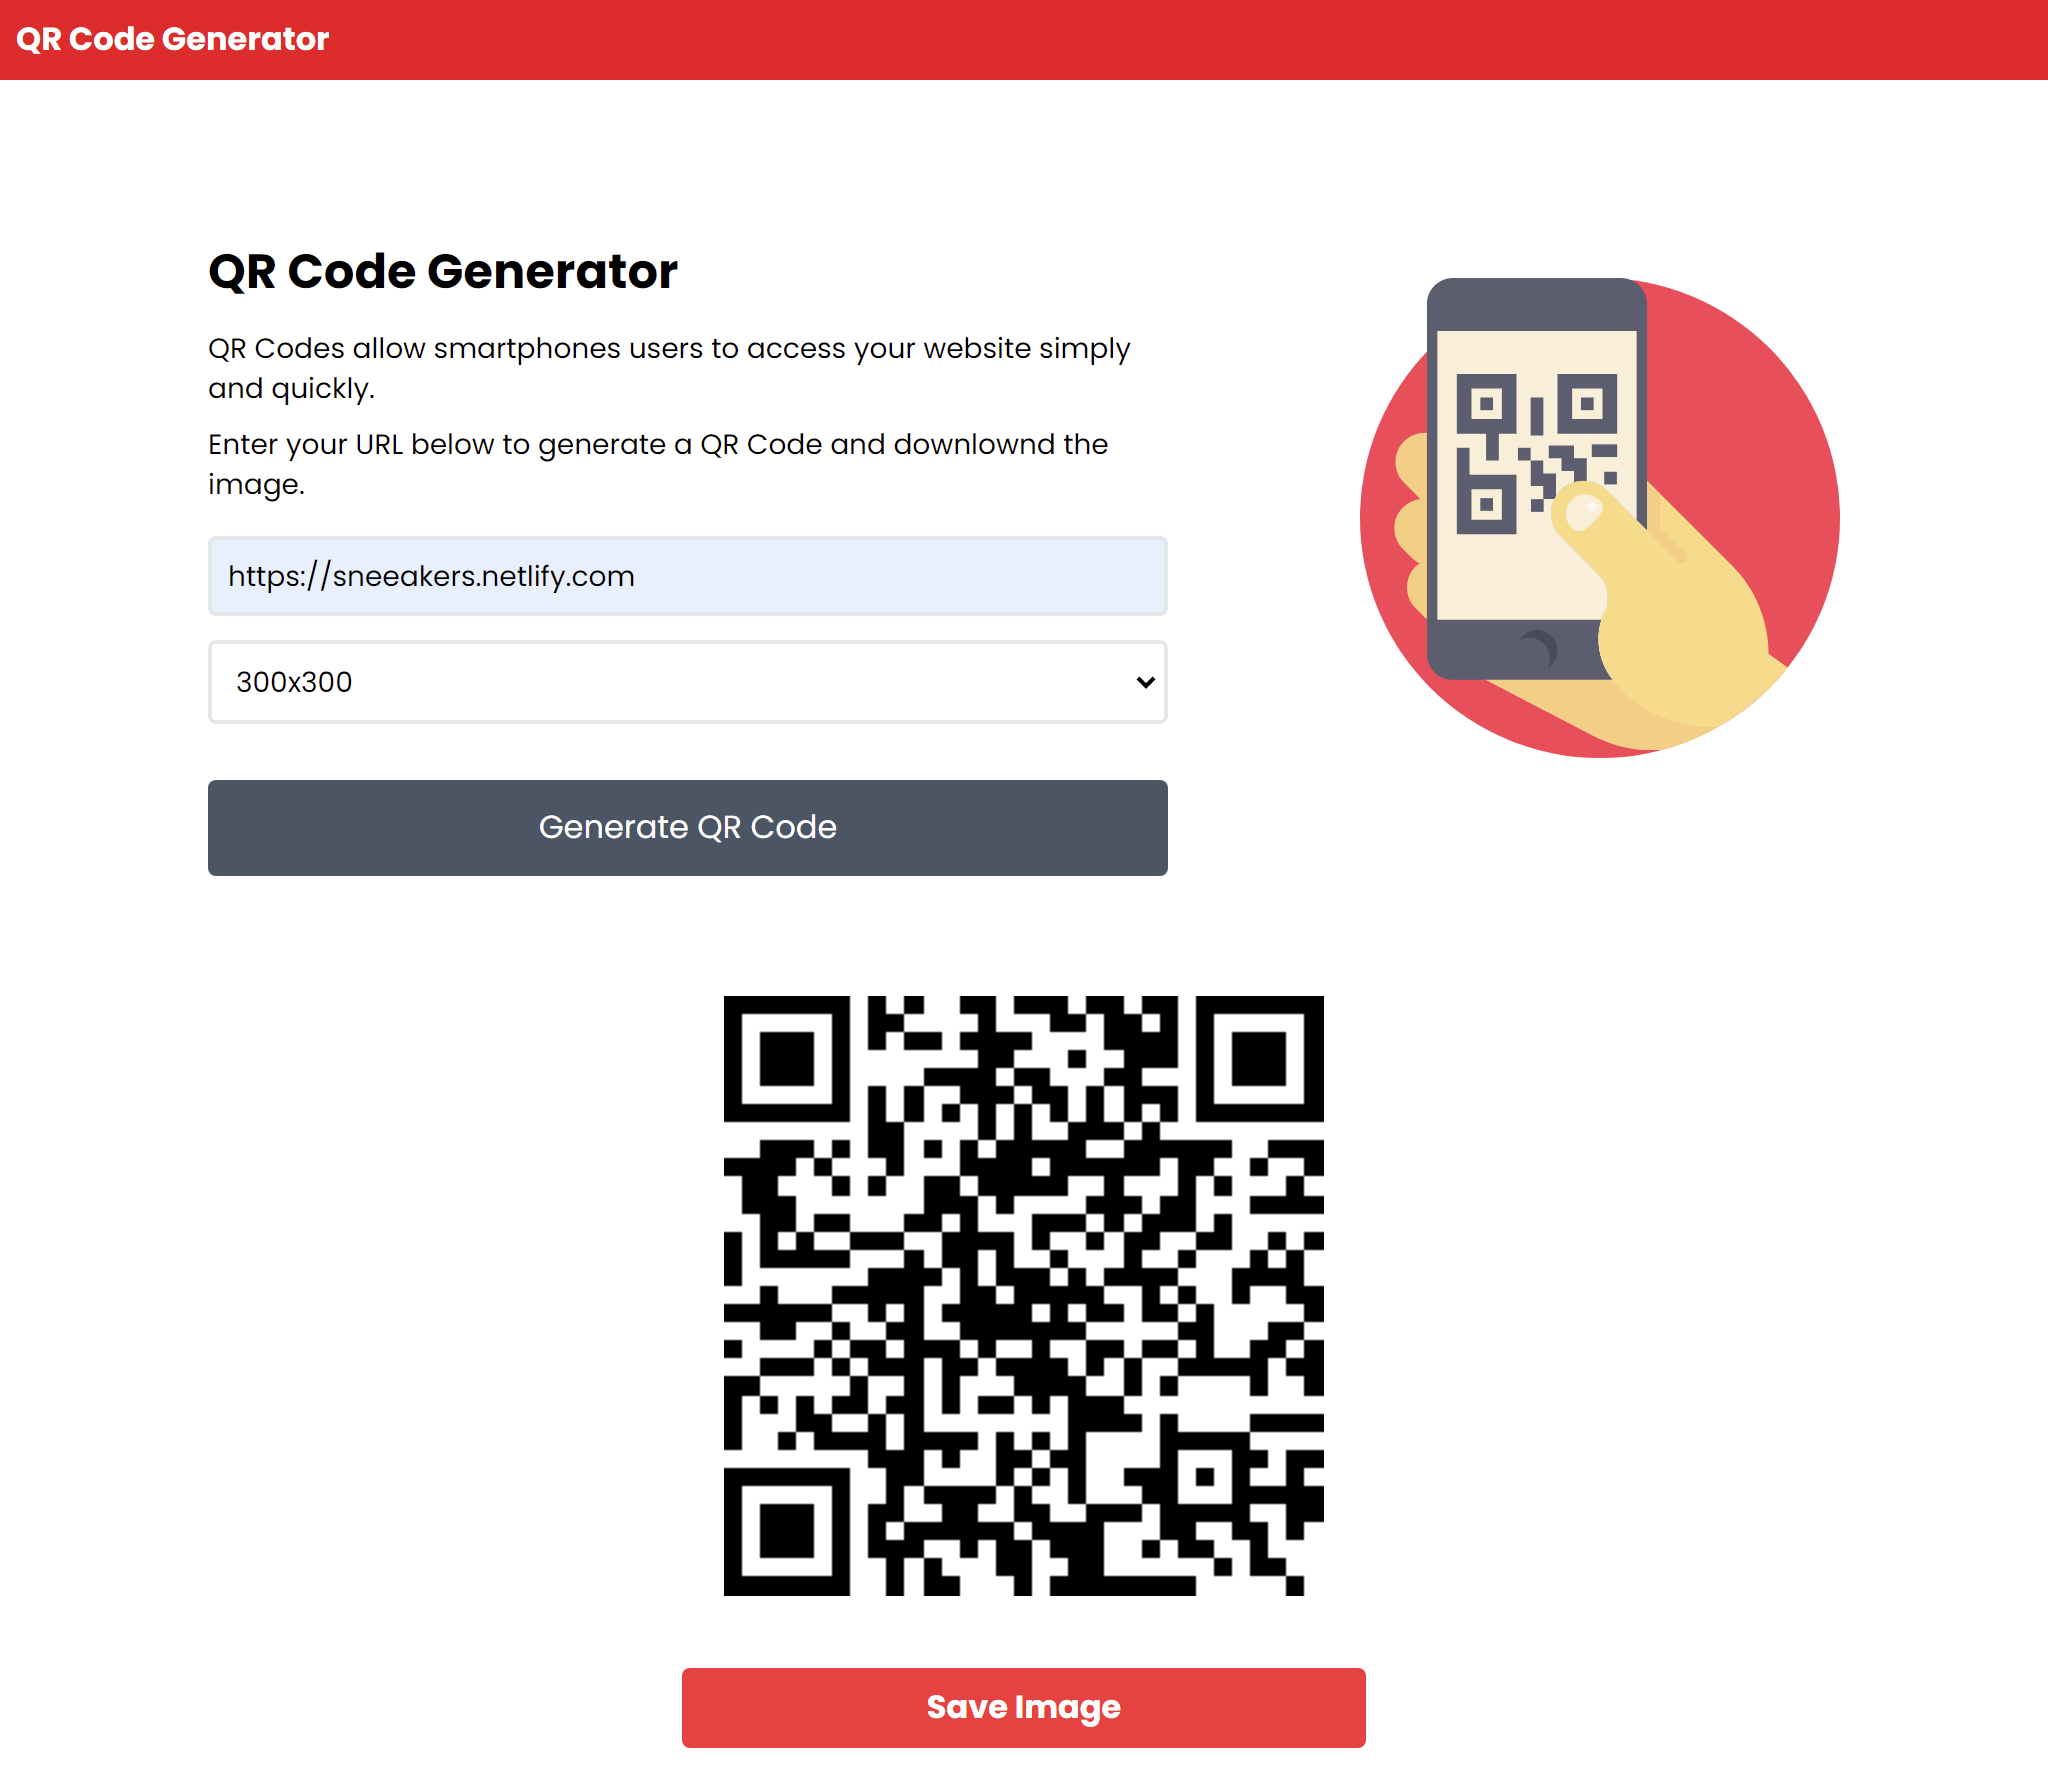 QR Code Generator
QR Code Generator
QR Codes allow smartphones users to access your website simply
and quickly.
Enter your URL below to generate a QR Code and downlownd the
image.
https://sneeakers.netlify.com
300x300
Generate QR Code
Save Image